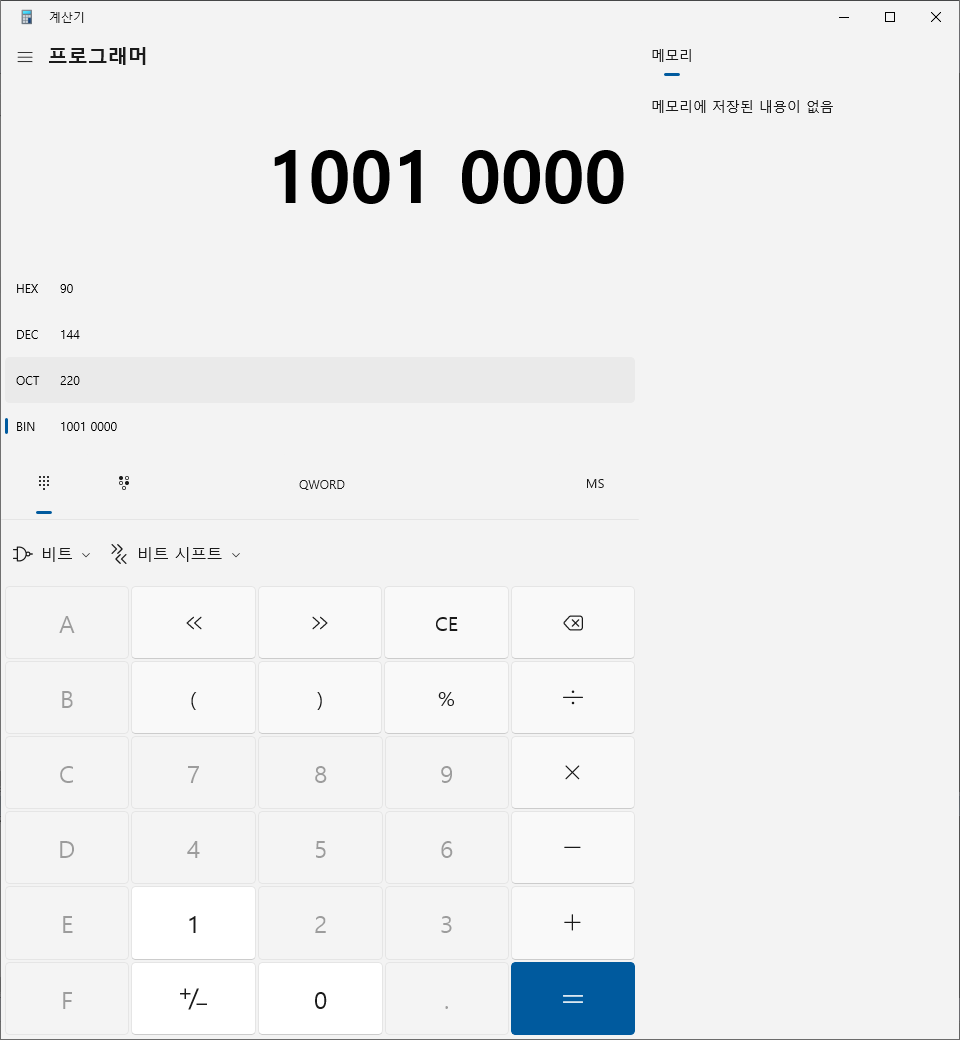 계산기
프로그래머
메모리
메모리에 저장된 내용이 없음
1001 0000
HEX 90
DEC 144
OCT 220
BIN 1001 0000
QWORD MS
비트 비트 시프트
A << >> CE
B ( ) % ÷
C 7 8 9 ×
D 4 5 6 −
E 1 2 3 +
F +/− 0 . =